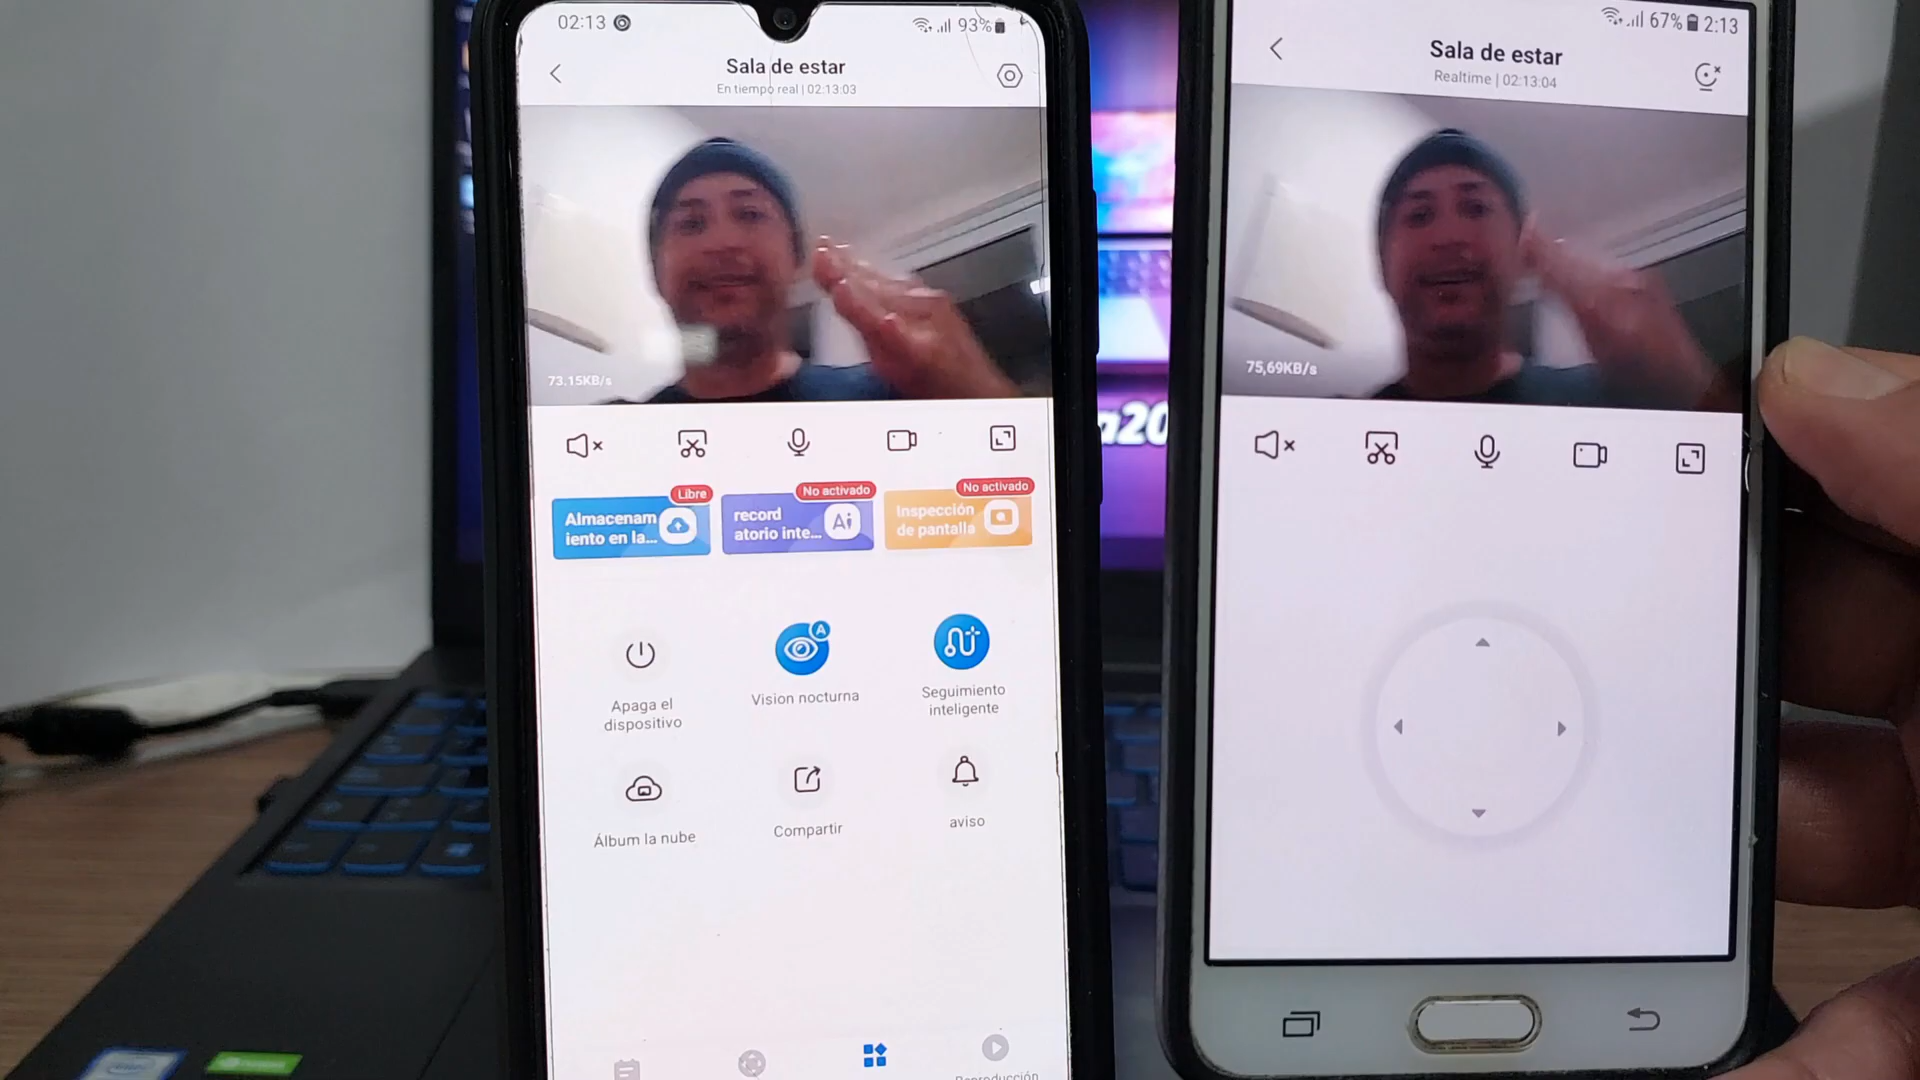 02:13
93%
Sala de estar
En tiempo real | 02:13:03
73.15KB/s
Libre
Almacenam
iento en la...
No activado
record
atorio inte...
Ai
No activado
Inspección
de pantalla
Apaga el
dispositivo
A
Vision nocturna
Seguimiento
inteligente
Álbum la nube
Compartir
aviso
Reproducción
a20
67% 2:13
Sala de estar
Realtime | 02:13:04
75,69KB/s